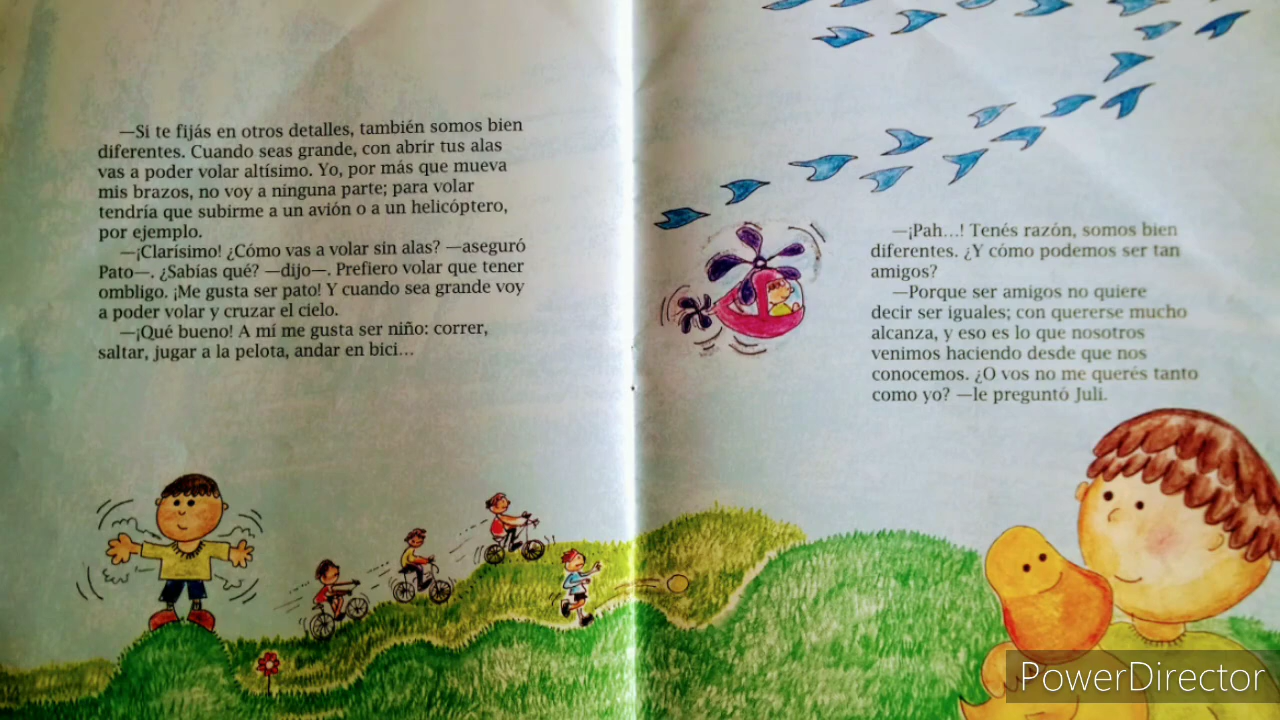 —Si te fijás en otros detalles, también somos bien
diferentes. Cuando seas grande, con abrir tus alas
vas a poder volar altísimo. Yo, por más que mueva
mis brazos, no voy a ninguna parte; para volar
tendría que subirme a un avión o a un helicóptero,
por ejemplo.
—¡Clarísimo! ¿Cómo vas a volar sin alas? —aseguró
Pato—. ¿Sabías qué? —dijo—. Prefiero volar que tener
ombligo. ¡Me gusta ser pato! Y cuando sea grande voy
a poder volar y cruzar el cielo.
—¡Qué bueno! A mí me gusta ser niño: correr,
saltar, jugar a la pelota, andar en bici...
—¡Pah...! Tenés razón, somos bien
diferentes. ¿Y cómo podemos ser tan
amigos?
—Porque ser amigos no quiere
decir ser iguales; con quererse mucho
alcanza, y eso es lo que nosotros
venimos haciendo desde que nos
conocemos. ¿O vos no me querés tanto
como yo? —le preguntó Juli.
PowerDirector